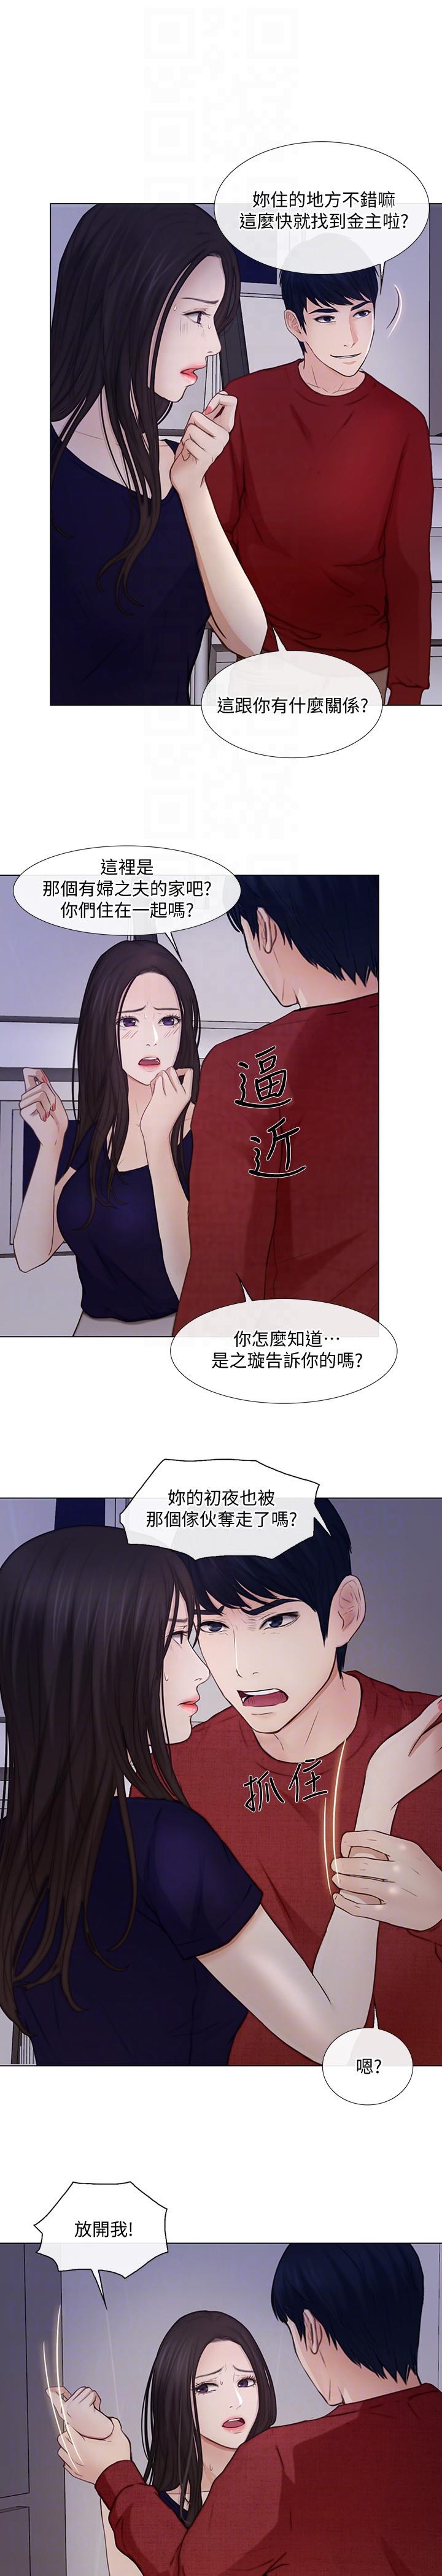 妳住的地方不錯嘛
這麼快就找到金主啦?
這跟你有什麼關係?
這裡是
那個有婦之夫的家吧?
你們住在一起嗎?
逼
近
你怎麼知道…
是之璇告訴你的嗎?
妳的初夜也被
那個傢伙奪走了嗎?
抓住
嗯?
放開我!